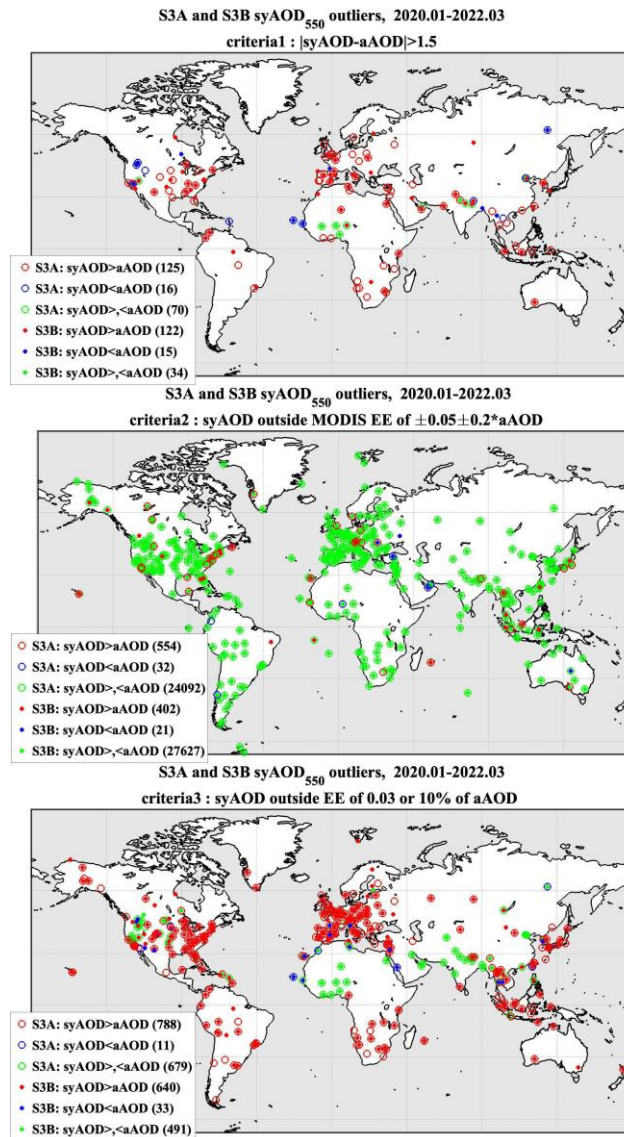 S3A and S3B syAOD550 outliers, 2020.01-2022.03
criteria1 : |syAOD-aAOD|>1.5
S3A: syAOD>aAOD (125)
S3A: syAOD<aAOD (16)
S3A: syAOD>,<aAOD (70)
S3B: syAOD>aAOD (122)
S3B: syAOD<aAOD (15)
S3B: syAOD>,<aAOD (34)
S3A and S3B syAOD550 outliers, 2020.01-2022.03
criteria2 : syAOD outside MODIS EE of ±0.05±0.2*aAOD
S3A: syAOD>aAOD (554)
S3A: syAOD<aAOD (32)
S3A: syAOD>,<aAOD (24092)
S3B: syAOD>aAOD (402)
S3B: syAOD<aAOD (21)
S3B: syAOD>,<aAOD (27627)
S3A and S3B syAOD550 outliers, 2020.01-2022.03
criteria3 : syAOD outside EE of 0.03 or 10% of aAOD
S3A: syAOD>aAOD (788)
S3A: syAOD<aAOD (11)
S3A: syAOD>,<aAOD (679)
S3B: syAOD>aAOD (640)
S3B: syAOD<aAOD (33)
S3B: syAOD>,<aAOD (491)